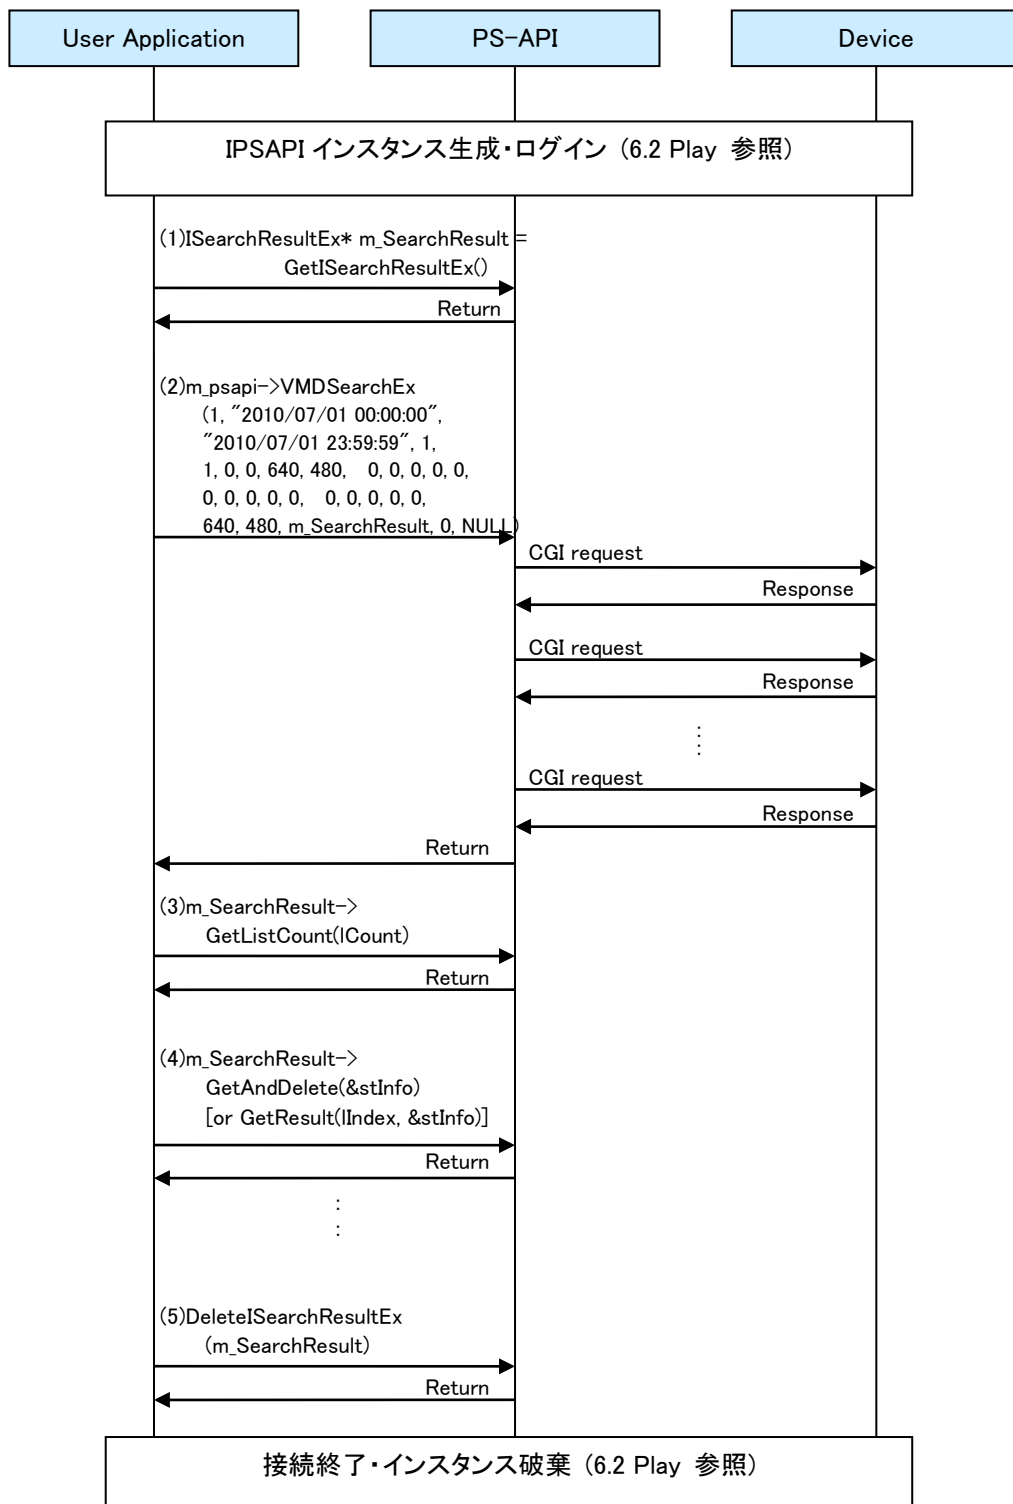 User Application
PS-API
Device
IPSAPI インスタンス生成・ログイン (6.2 Play 参照)
(1)ISearchResultEx* m_SearchResult =
GetISearchResultEx()
Return
(2)m_psapi->VMDSearchEx
(1, "2010/07/01 00:00:00",
"2010/07/01 23:59:59", 1,
1, 0, 0, 640, 480, 0, 0, 0, 0, 0,
0, 0, 0, 0, 0, 0, 0, 0, 0, 0,
640, 480, m_SearchResult, 0, NULL)
CGI request
Response
CGI request
Response
CGI request
Response
Return
(3)m_SearchResult->
GetListCount(lCount)
Return
(4)m_SearchResult->
GetAndDelete(&stInfo)
[or GetResult(lIndex, &stInfo)]
Return
(5)DeleteISearchResultEx
(m_SearchResult)
Return
接続終了・インスタンス破棄 (6.2 Play 参照)